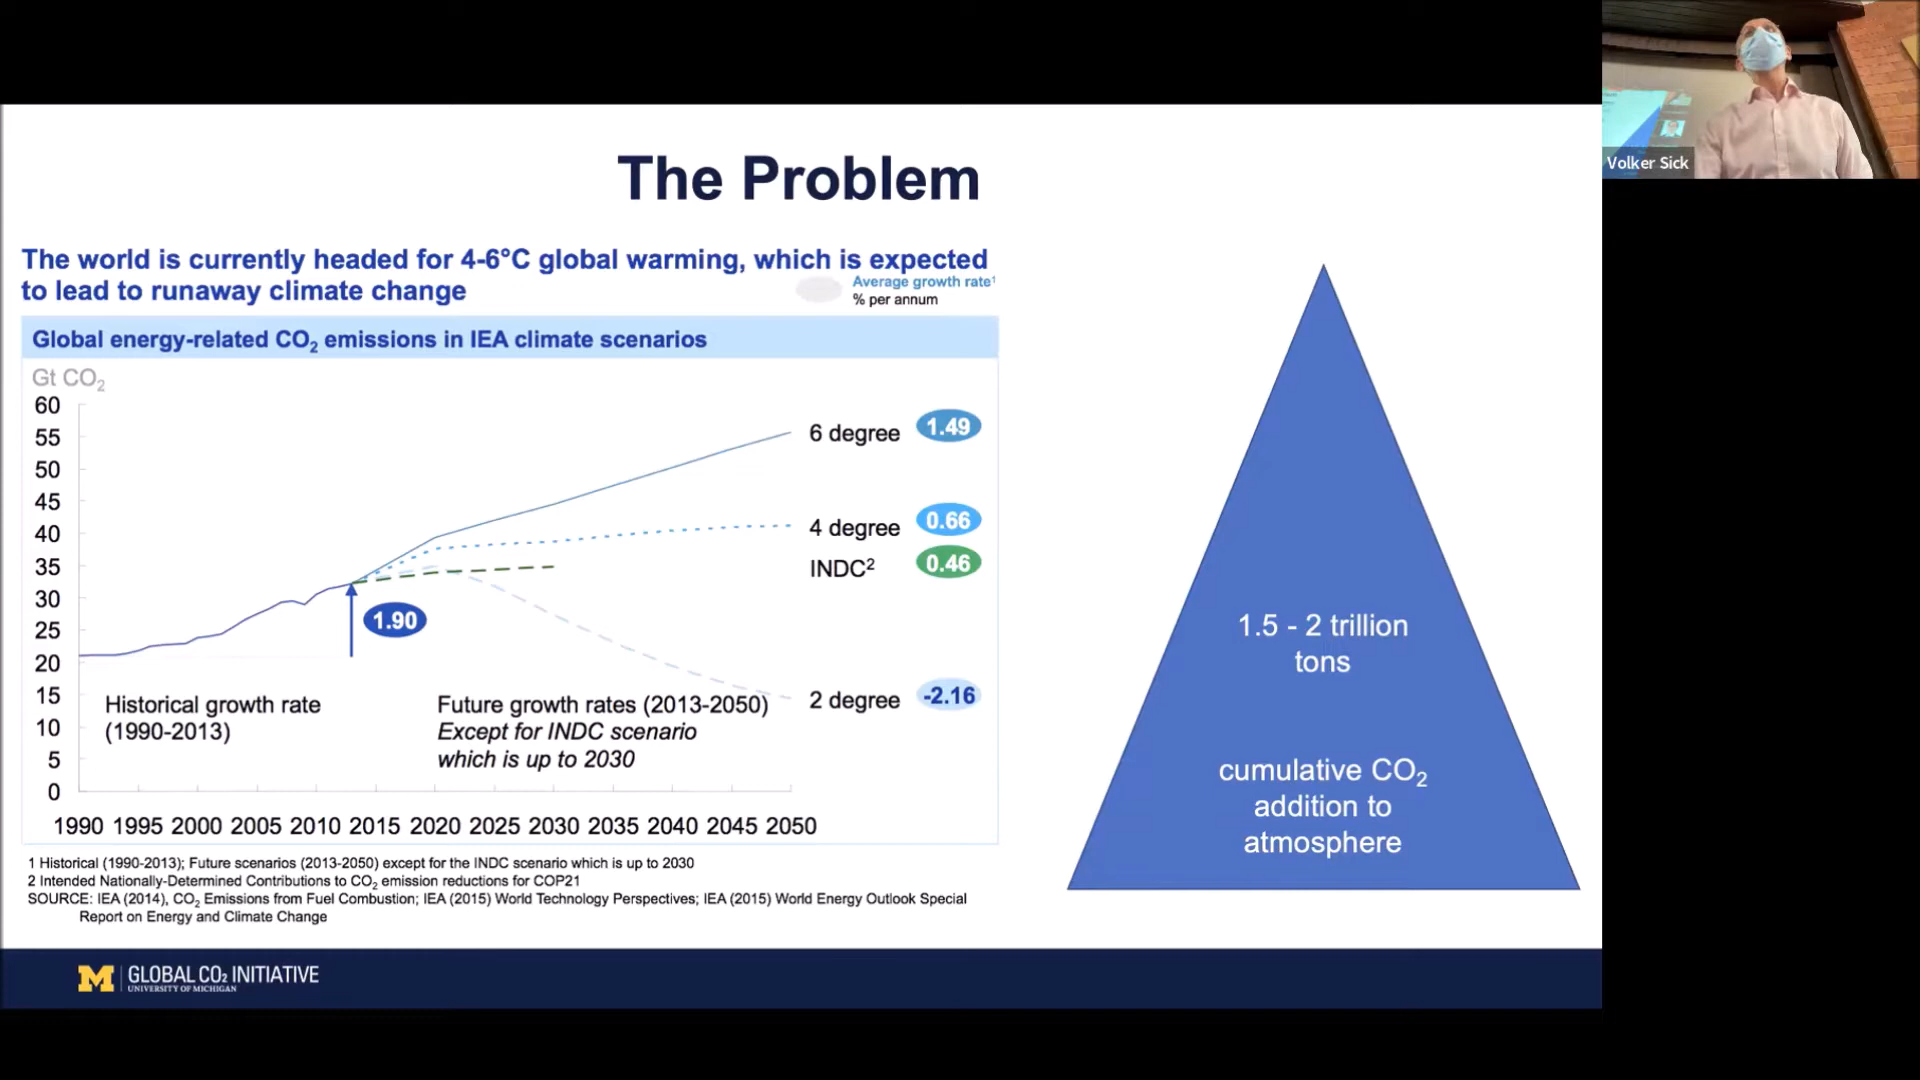 The Problem
The world is currently headed for 4-6°C global warming, which is expected
to lead to runaway climate change
Average growth rate¹
% per annum
Global energy-related CO₂ emissions in IEA climate scenarios
Gt CO₂
60
55
50
45
40
35
30
25
20
15
10
5
0
6 degree 1.49
4 degree 0.66
INDC² 0.46
2 degree -2.16
1.90
Historical growth rate
(1990-2013)
Future growth rates (2013-2050)
Except for INDC scenario
which is up to 2030
1990 1995 2000 2005 2010 2015 2020 2025 2030 2035 2040 2045 2050
1 Historical (1990-2013); Future scenarios (2013-2050) except for the INDC scenario which is up to 2030
2 Intended Nationally-Determined Contributions to CO₂ emission reductions for COP21
SOURCE: IEA (2014), CO₂ Emissions from Fuel Combustion; IEA (2015) World Technology Perspectives; IEA (2015) World Energy Outlook Special
Report on Energy and Climate Change
1.5 - 2 trillion
tons
cumulative CO₂
addition to
atmosphere
M GLOBAL CO₂ INITIATIVE
UNIVERSITY OF MICHIGAN
Volker Sick